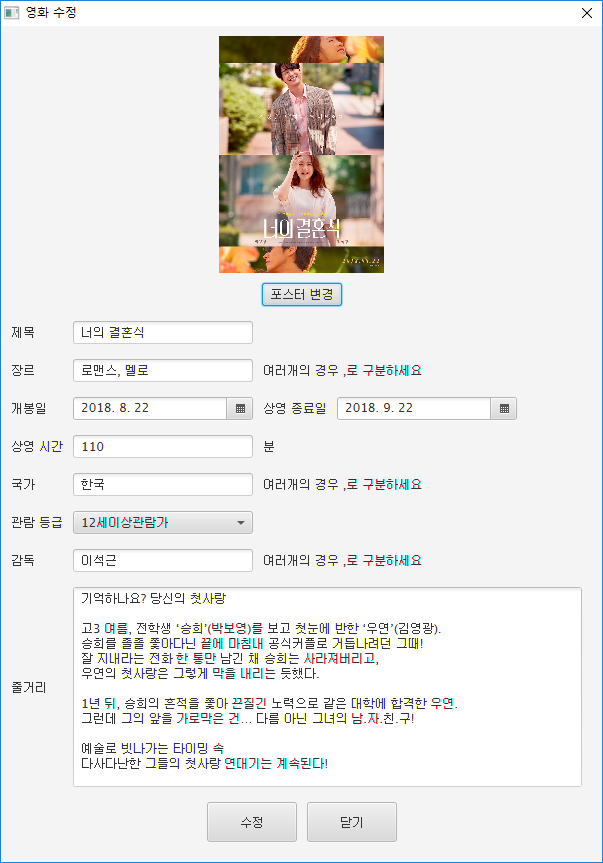 영화 수정
너의 결혼식
2018.08.22
포스터 변경
제목 너의 결혼식
장르 로맨스, 멜로 여러개의 경우 ,로 구분하세요
개봉일 2018. 8. 22 상영 종료일 2018. 9. 22
상영 시간 110 분
국가 한국 여러개의 경우 ,로 구분하세요
관람 등급 12세이상관람가
감독 이석근 여러개의 경우 ,로 구분하세요
줄거리
기억하나요? 당신의 첫사랑
고3 여름, 전학생 ‘승희’(박보영)를 보고 첫눈에 반한 ‘우연’(김영광).
승희를 졸졸 쫓아다닌 끝에 마침내 공식커플로 거듭나려던 그때!
잘 지내라는 전화 한 통만 남긴 채 승희는 사라져버리고,
우연의 첫사랑은 그렇게 막을 내리는 듯했다.
1년 뒤, 승희의 흔적을 쫓아 끈질긴 노력으로 같은 대학에 합격한 우연.
그런데 그의 앞을 가로막은 건… 다름 아닌 그녀의 남.자.친.구!
예술로 빗나가는 타이밍 속
다사다난한 그들의 첫사랑 연대기는 계속된다!
수정 닫기